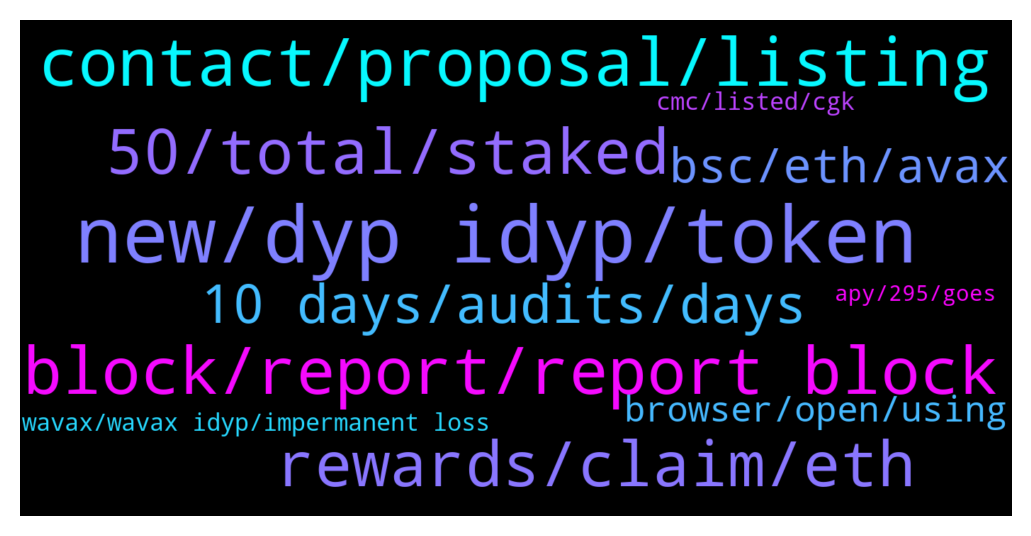 contact/proposal/listing
cmc/listed/cgk
50/total/staked
bsc/eth/avax
new/dyp idyp/token
10 days/audits/days
apy/295/goes
block/report/report block
browser/open/using
wavax/wavax idyp/impermanent loss
rewards/claim/eth